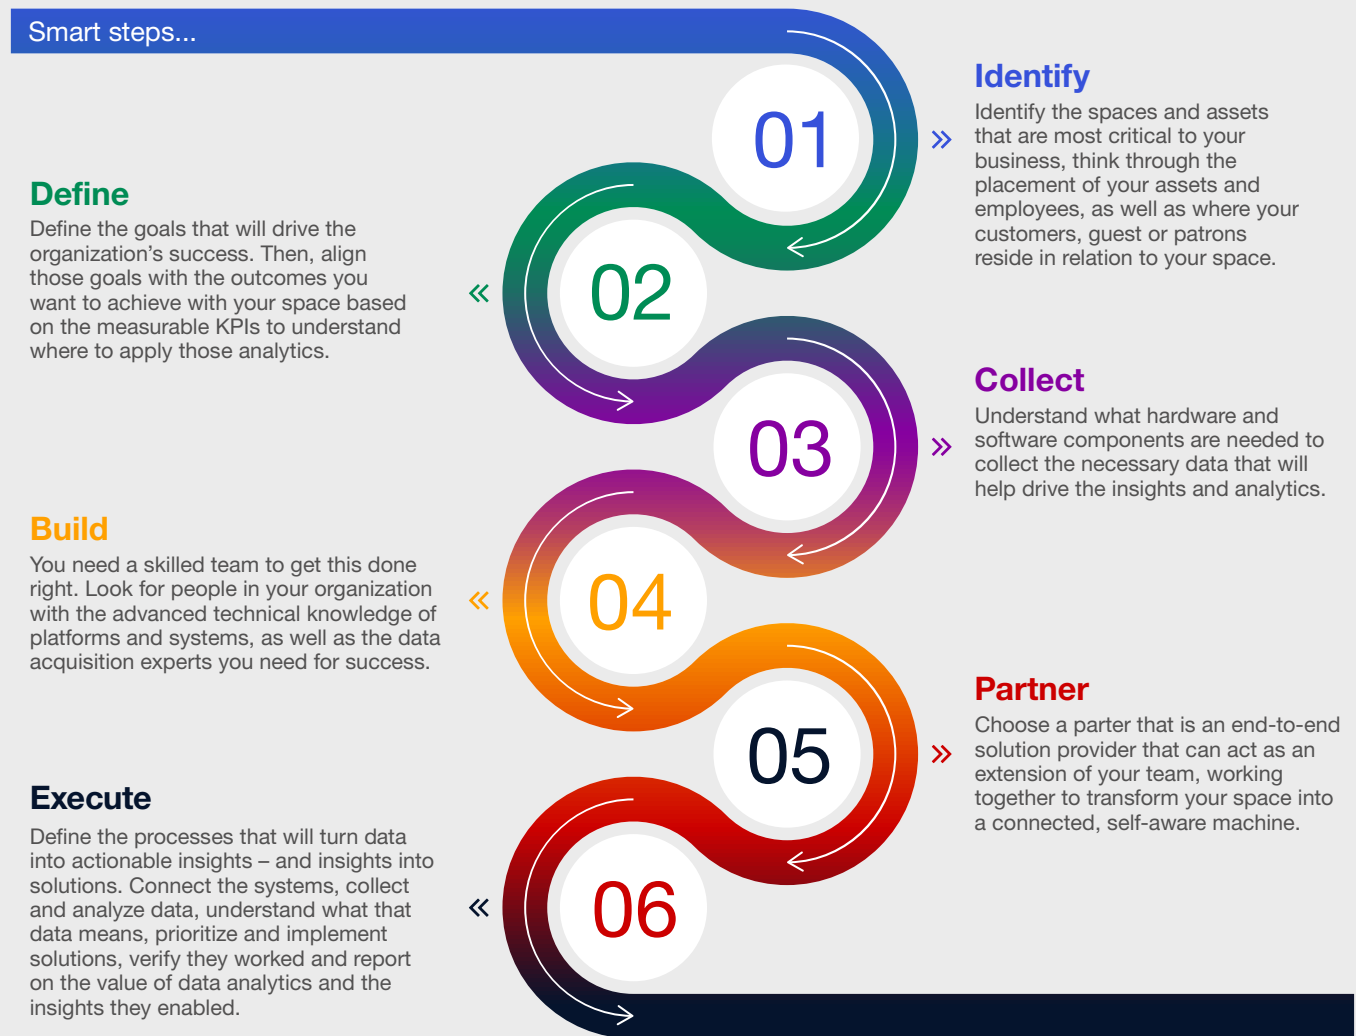 Smart steps...
01
Identify
Identify the spaces and assets
that are most critical to your
business, think through the
placement of your assets and
employees, as well as where your
customers, guest or patrons
reside in relation to your space.
02
Define
Define the goals that will drive the
organization’s success. Then, align
those goals with the outcomes you
want to achieve with your space based
on the measurable KPIs to understand
where to apply those analytics.
03
Collect
Understand what hardware and
software components are needed to
collect the necessary data that will
help drive the insights and analytics.
04
Build
You need a skilled team to get this done
right. Look for people in your organization
with the advanced technical knowledge of
platforms and systems, as well as the data
acquisition experts you need for success.
05
Partner
Choose a parter that is an end-to-end
solution provider that can act as an
extension of your team, working
together to transform your space into
a connected, self-aware machine.
06
Execute
Define the processes that will turn data
into actionable insights – and insights into
solutions. Connect the systems, collect
and analyze data, understand what that
data means, prioritize and implement
solutions, verify they worked and report
on the value of data analytics and the
insights they enabled.